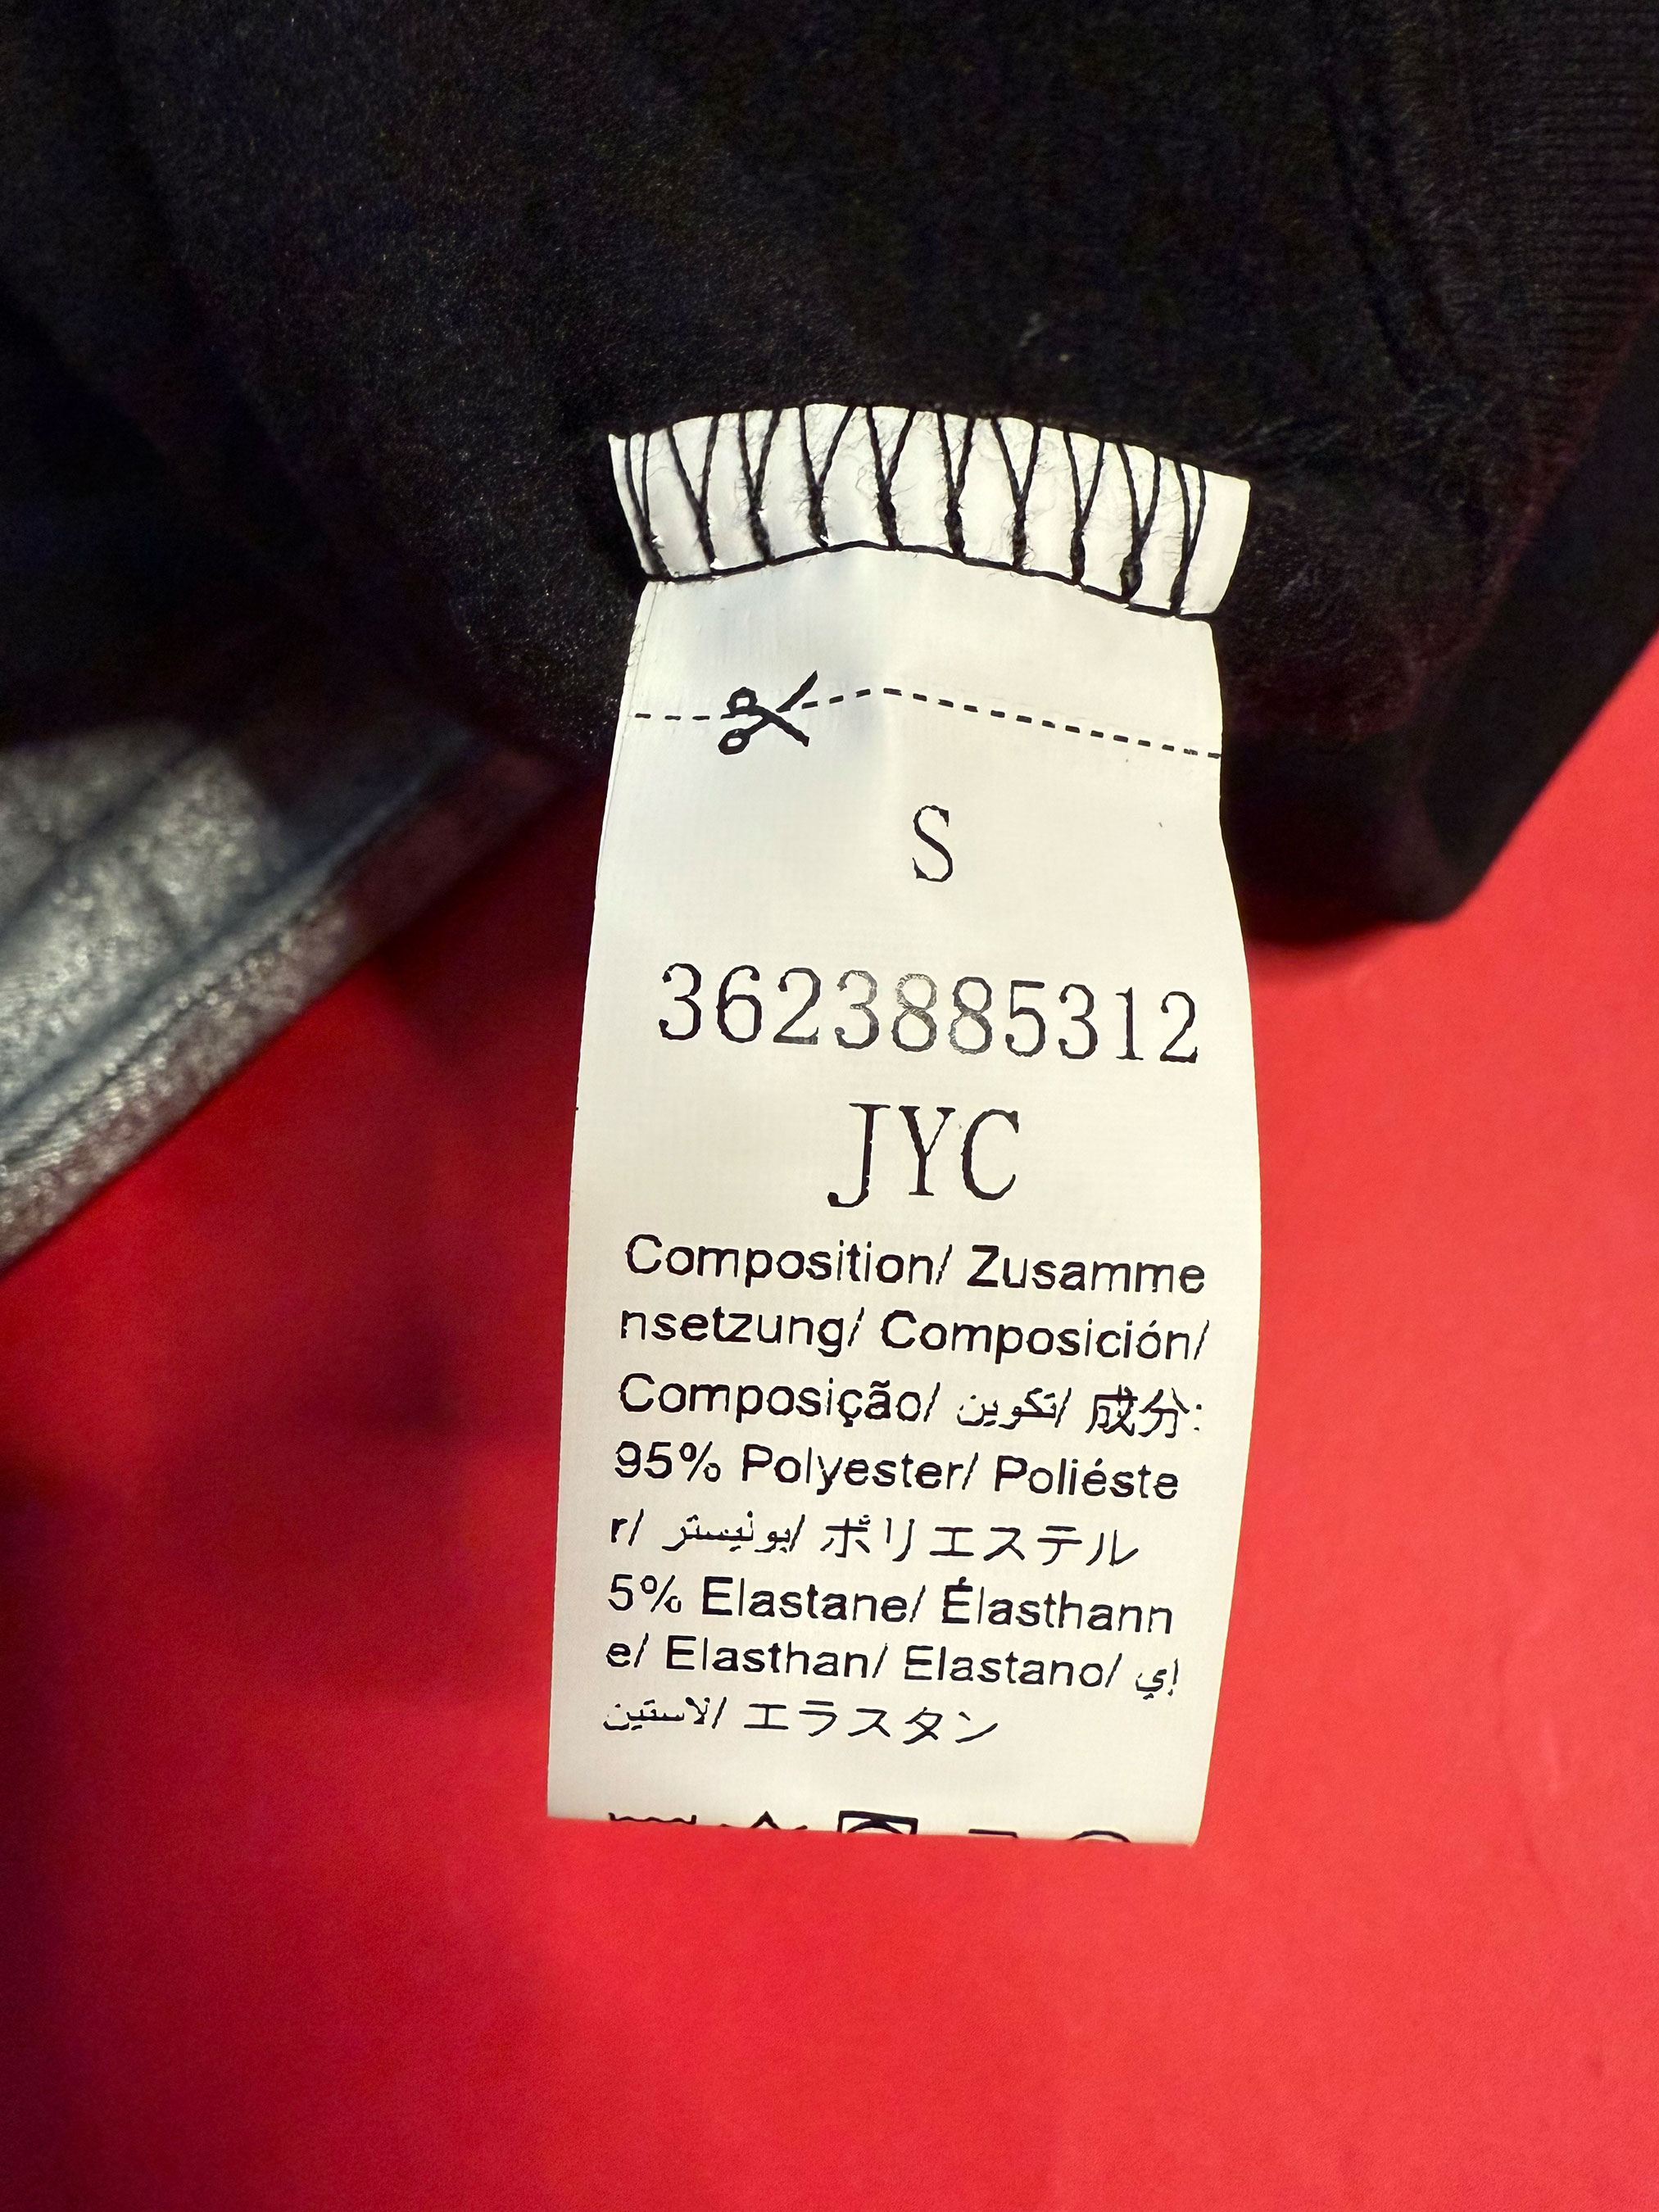 S
3623885312
JYC
Composition/ Zusamme
nsetzung/ Composición/
Composição/ تكوين/ 成分:
95% Polyester/ Poliéste
r/ بونيستر/ ポリエステル
5% Elastane/ Élasthann
e/ Elasthan/ Elastano/ إي
لاستين/ エラスタン